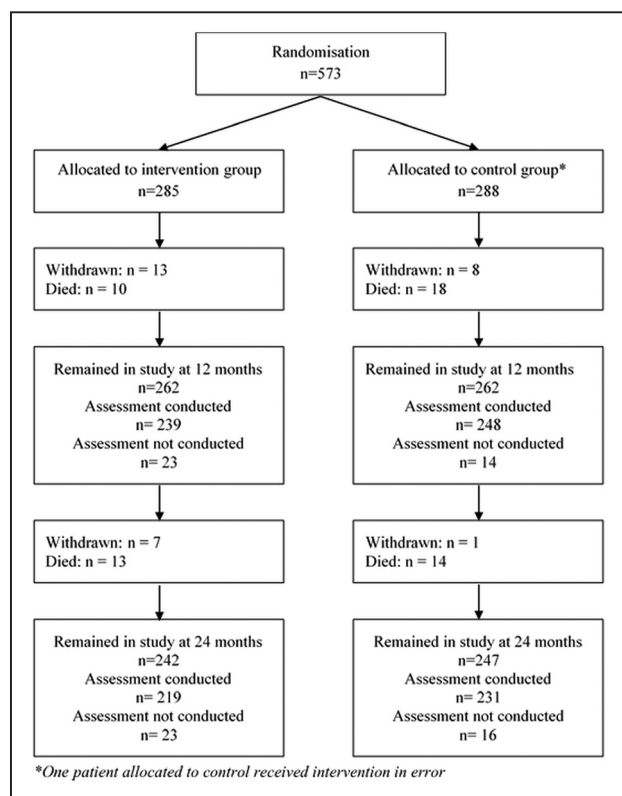 Randomisation
n=573
Allocated to intervention group
n=285
Allocated to control group*
n=288
Withdrawn: n = 13
Died: n = 10
Withdrawn: n = 8
Died: n = 18
Remained in study at 12 months
n=262
Assessment conducted
n= 239
Assessment not conducted
n= 23
Remained in study at 12 months
n=262
Assessment conducted
n= 248
Assessment not conducted
n= 14
Withdrawn: n = 7
Died: n = 13
Withdrawn: n = 1
Died: n = 14
Remained in study at 24 months
n=242
Assessment conducted
n= 219
Assessment not conducted
n= 23
Remained in study at 24 months
n=247
Assessment conducted
n= 231
Assessment not conducted
n= 16
*One patient allocated to control received intervention in error